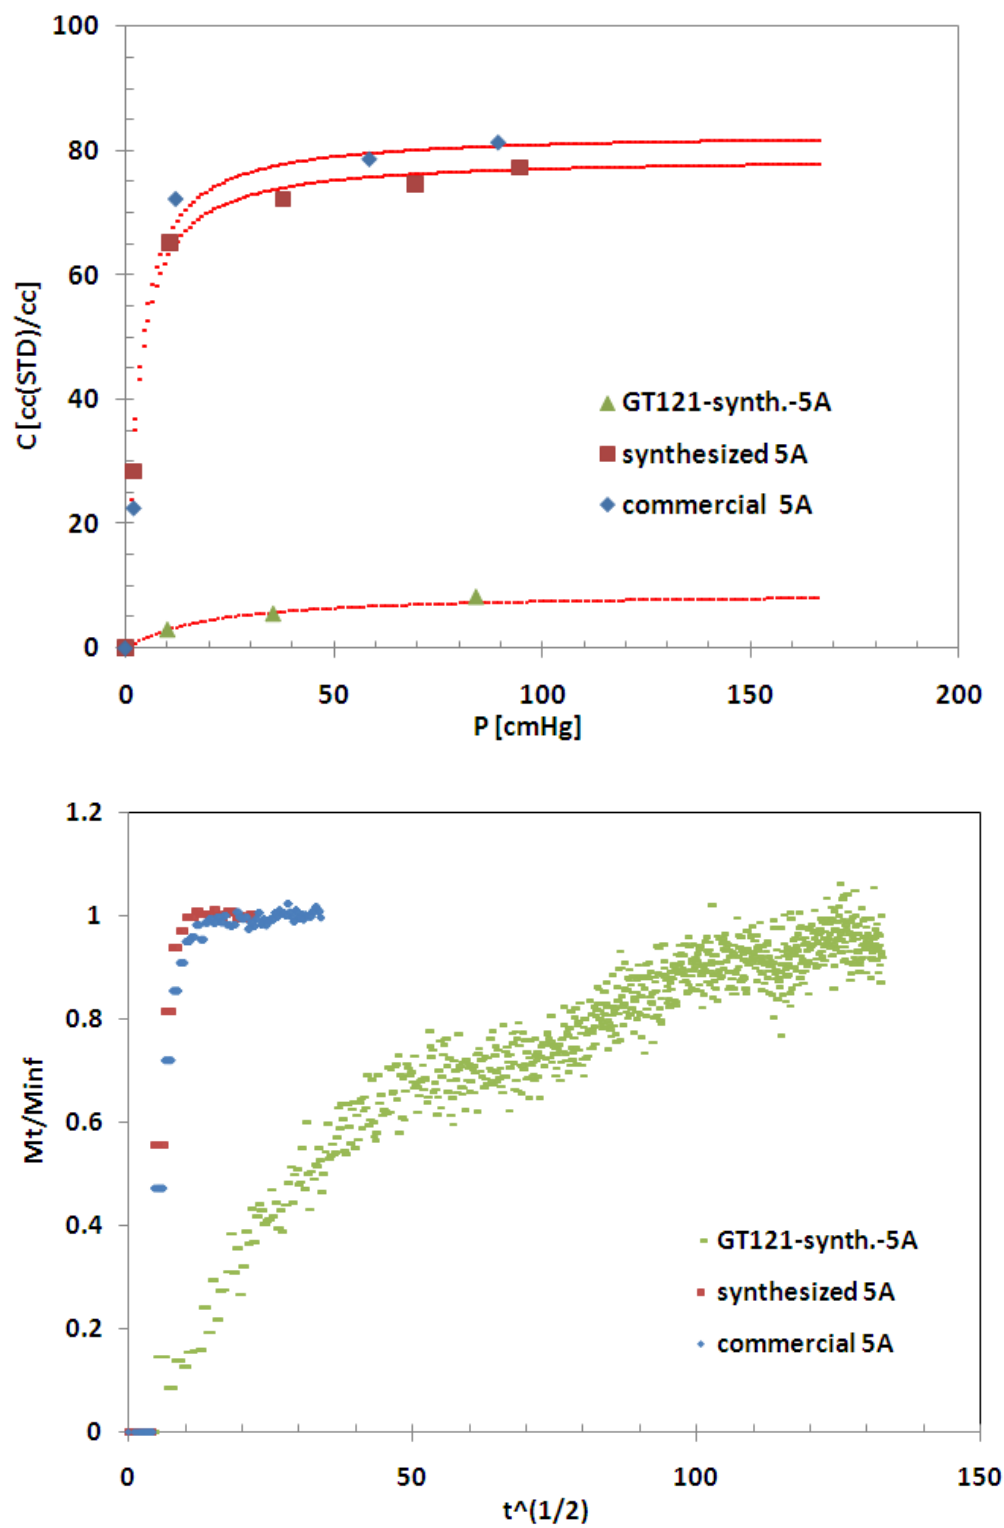 100
80
60
40
20
0
C [cc(STD)/cc]
GT121-synth.-5A
synthesized 5A
commercial 5A
0 50 100 150 200
P [cmHg]
1.2
1
0.8
0.6
0.4
0.2
0
Mt/Minf
GT121-synth.-5A
synthesized 5A
commercial 5A
0 50 100 150
t^(1/2)